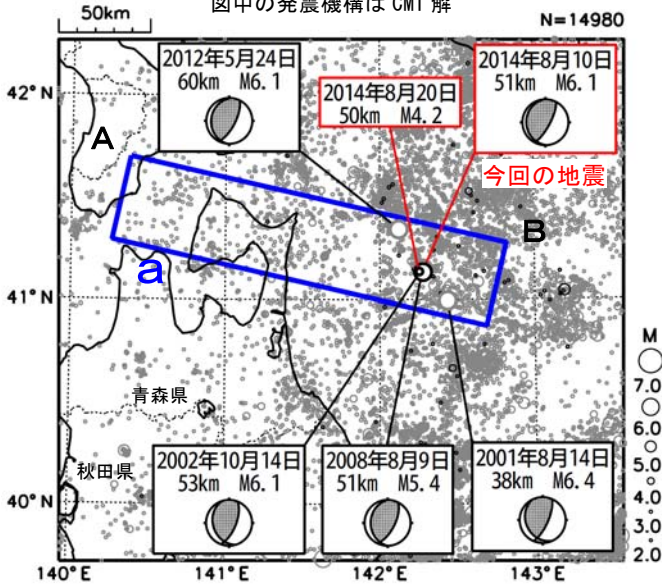 図中の発震機構は CMT 解
50km
N=14980
2012年5月24日
60km M6.1
2014年8月20日
50km M4.2
2014年8月10日
51km M6.1
今回の地震
42°N
A
B
a
41°N
青森県
秋田県
40°N
2002年10月14日
53km M6.1
2008年8月9日
51km M5.4
2001年8月14日
38km M6.4
M
7.0
6.0
5.0
4.0
3.0
2.0
140°E
141°E
142°E
143°E